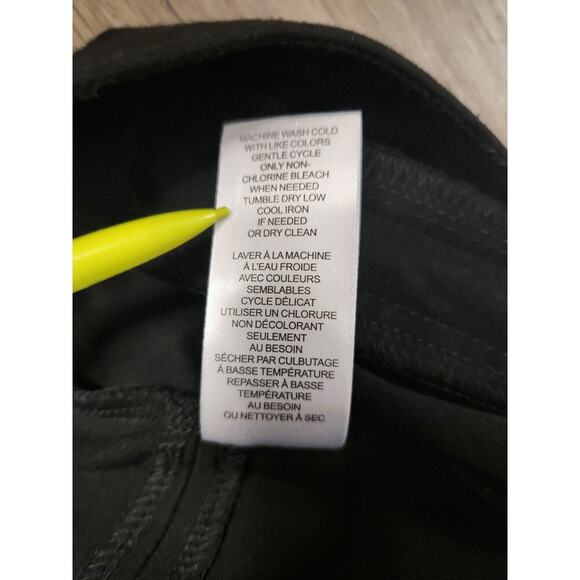 MACHINE WASH COLD
WITH LIKE COLORS
GENTLE CYCLE
ONLY NON-
CHLORINE BLEACH
WHEN NEEDED
TUMBLE DRY LOW
COOL IRON
IF NEEDED
OR DRY CLEAN
LAVER À LA MACHINE
À L'EAU FROIDE
AVEC COULEURS
SEMBLABLES
CYCLE DÉLICAT
UTILISER UN CHLORURE
NON DÉCOLORANT
SEULEMENT
AU BESOIN
SÉCHER PAR CULBUTAGE
À BASSE TEMPÉRATURE
REPASSER À BASSE
TEMPÉRATURE
AU BESOIN
OU NETTOYER À SEC